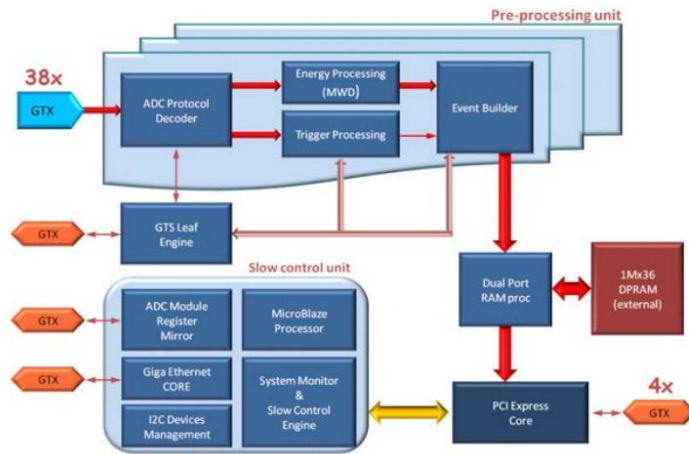 Pre-processing unit
38x
GTX
ADC Protocol
Decoder
Energy Processing
(MWD)
Trigger Processing
Event Builder
GTX
GTS Leaf
Engine
Slow control unit
GTX
ADC Module
Register
Mirror
MicroBlaze
Processor
Dual Port
RAM proc
1Mx36
DPRAM
(external)
GTX
Giga Ethernet
CORE
System Monitor
&
Slow Control
Engine
I2C Devices
Management
PCI Express
Core
4x
GTX